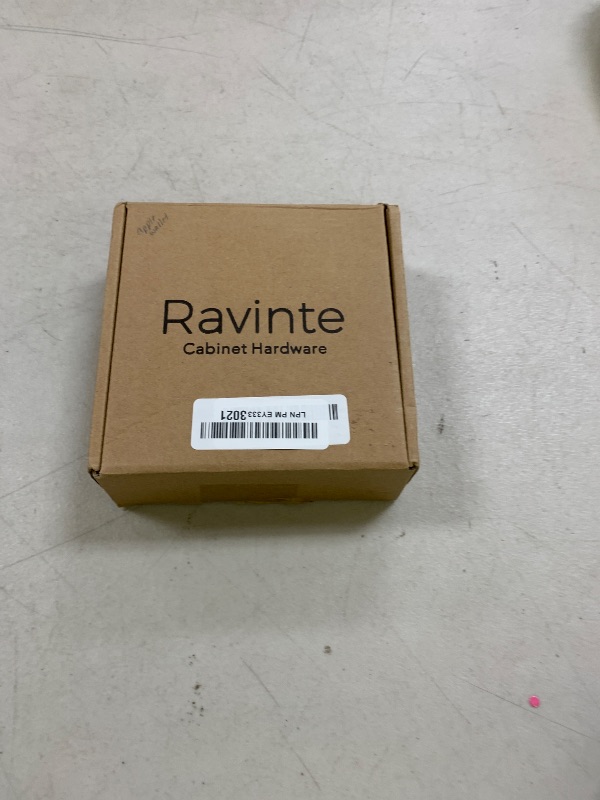 Ravinte
Cabinet Hardware
LPN PM EY333 3021